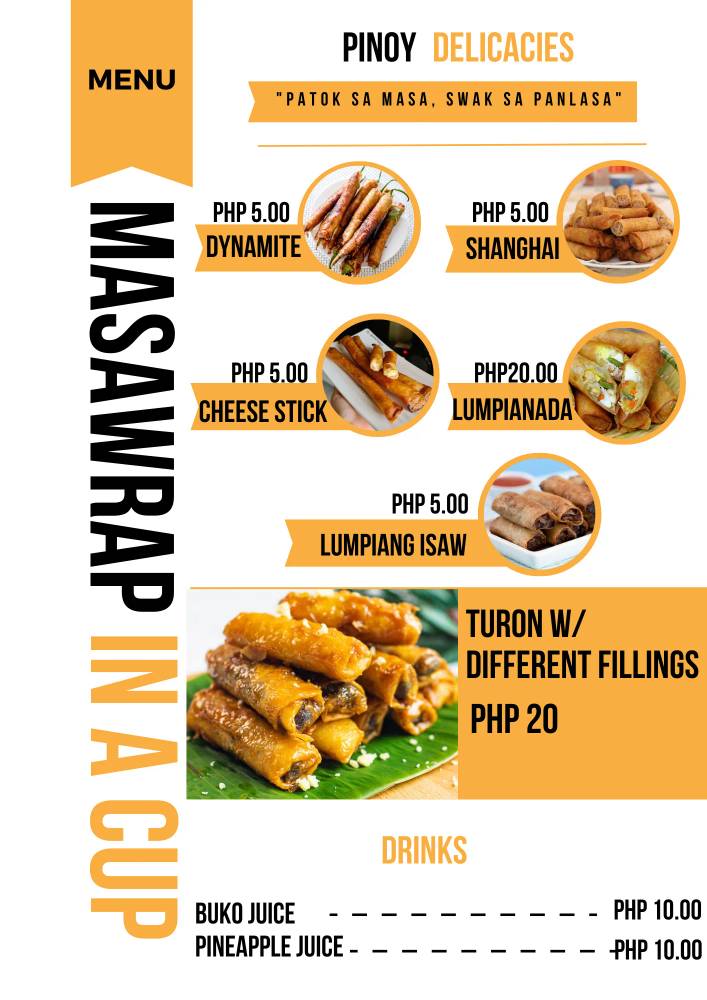 MENU
PINOY DELICACIES
"PATOK SA MASA, SWAK SA PANLASA"
MASAWRAP IN A CUP
PHP 5.00
DYNAMITE
PHP 5.00
SHANGHAI
PHP 5.00
CHEESE STICK
PHP20.00
LUMPIANADA
PHP 5.00
LUMPIANG ISAW
TURON W/
DIFFERENT FILLINGS
PHP 20
DRINKS
BUKO JUICE - - - - - - - - - - - - PHP 10.00
PINEAPPLE JUICE - - - - - - - - - - - - PHP 10.00